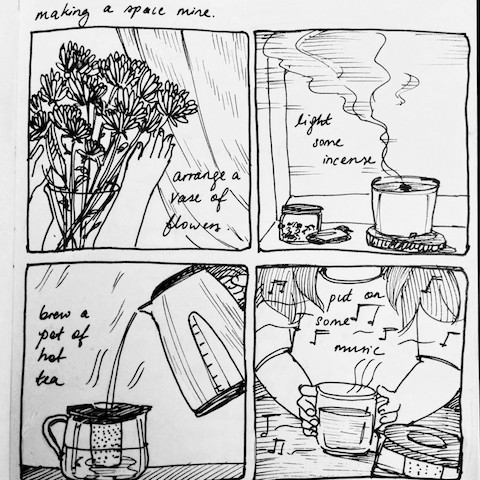 making a space mine.
arrange a
vase of
flowers.
light
some
incense
brew a
pot of
hot
tea
put on
some
music